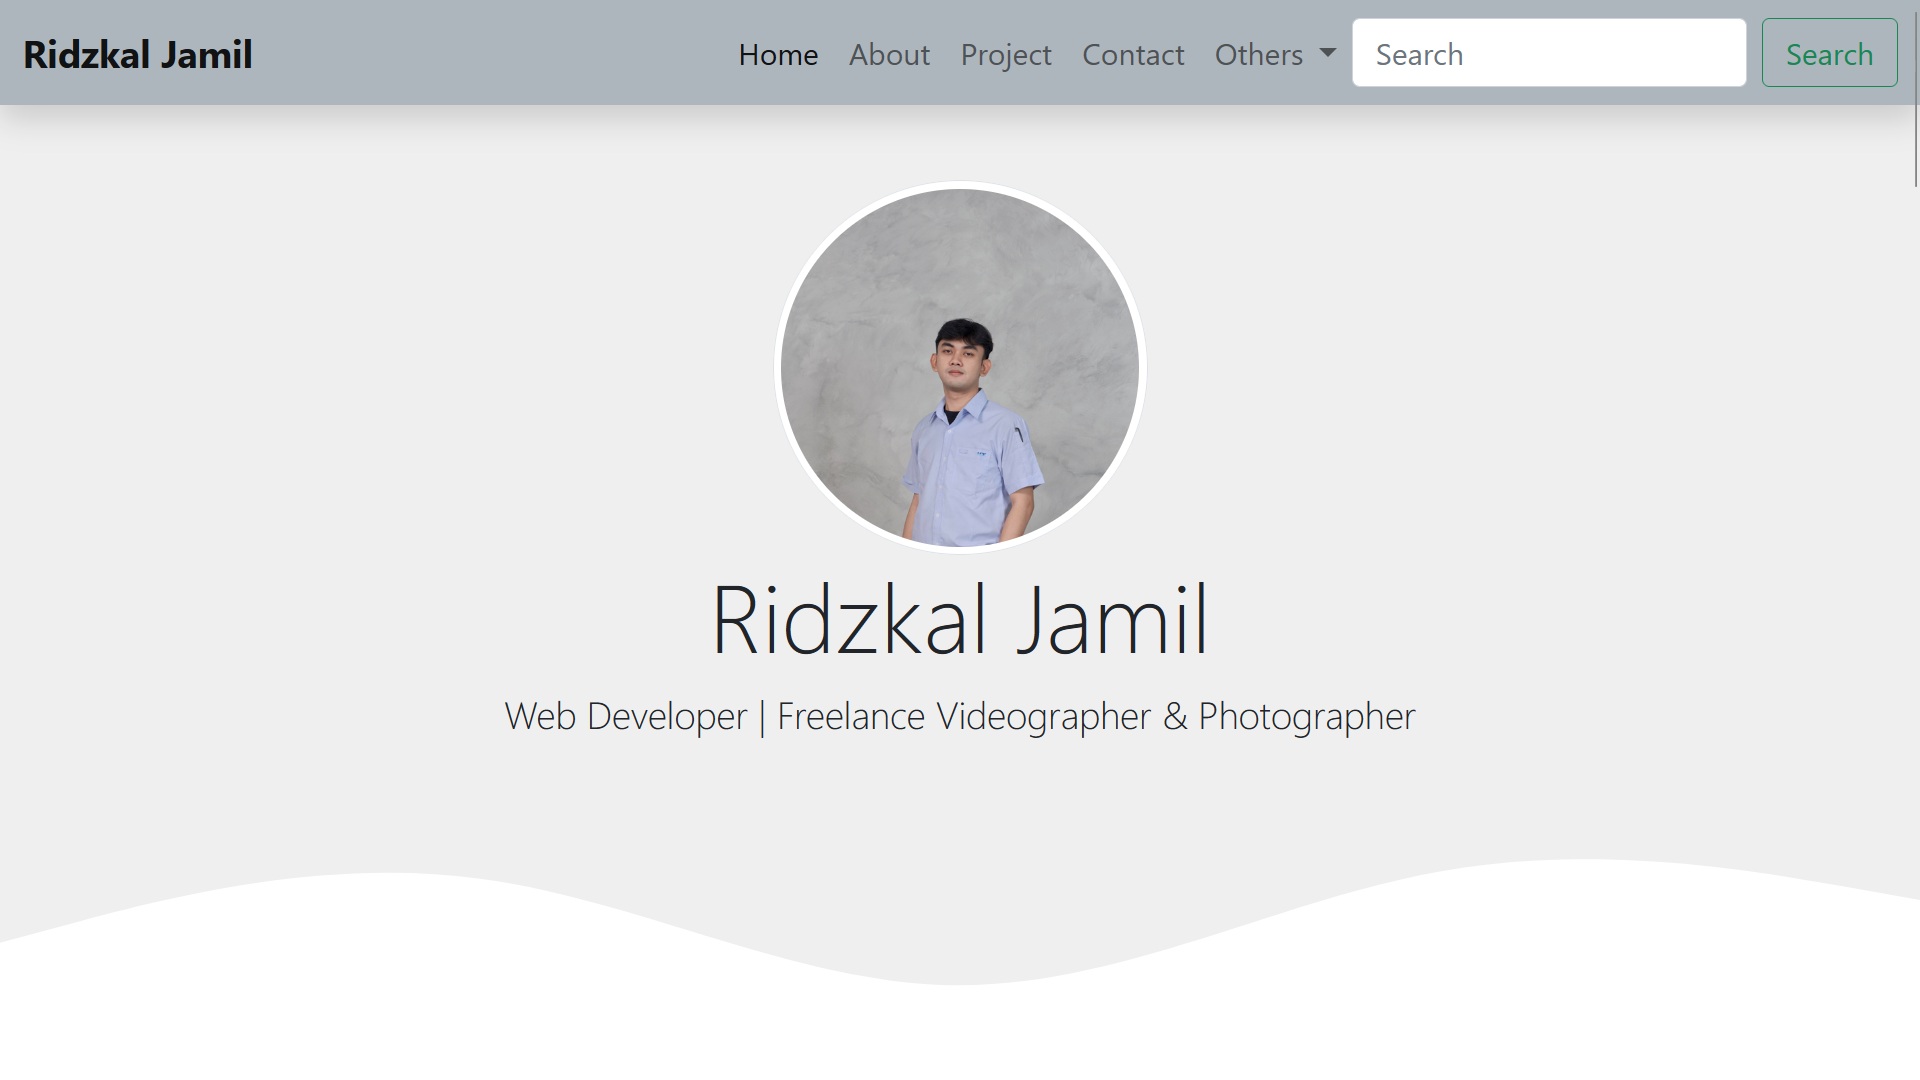 Ridzkal Jamil Home About Project Contact Others Search Search
Ridzkal Jamil
Web Developer | Freelance Videographer & Photographer